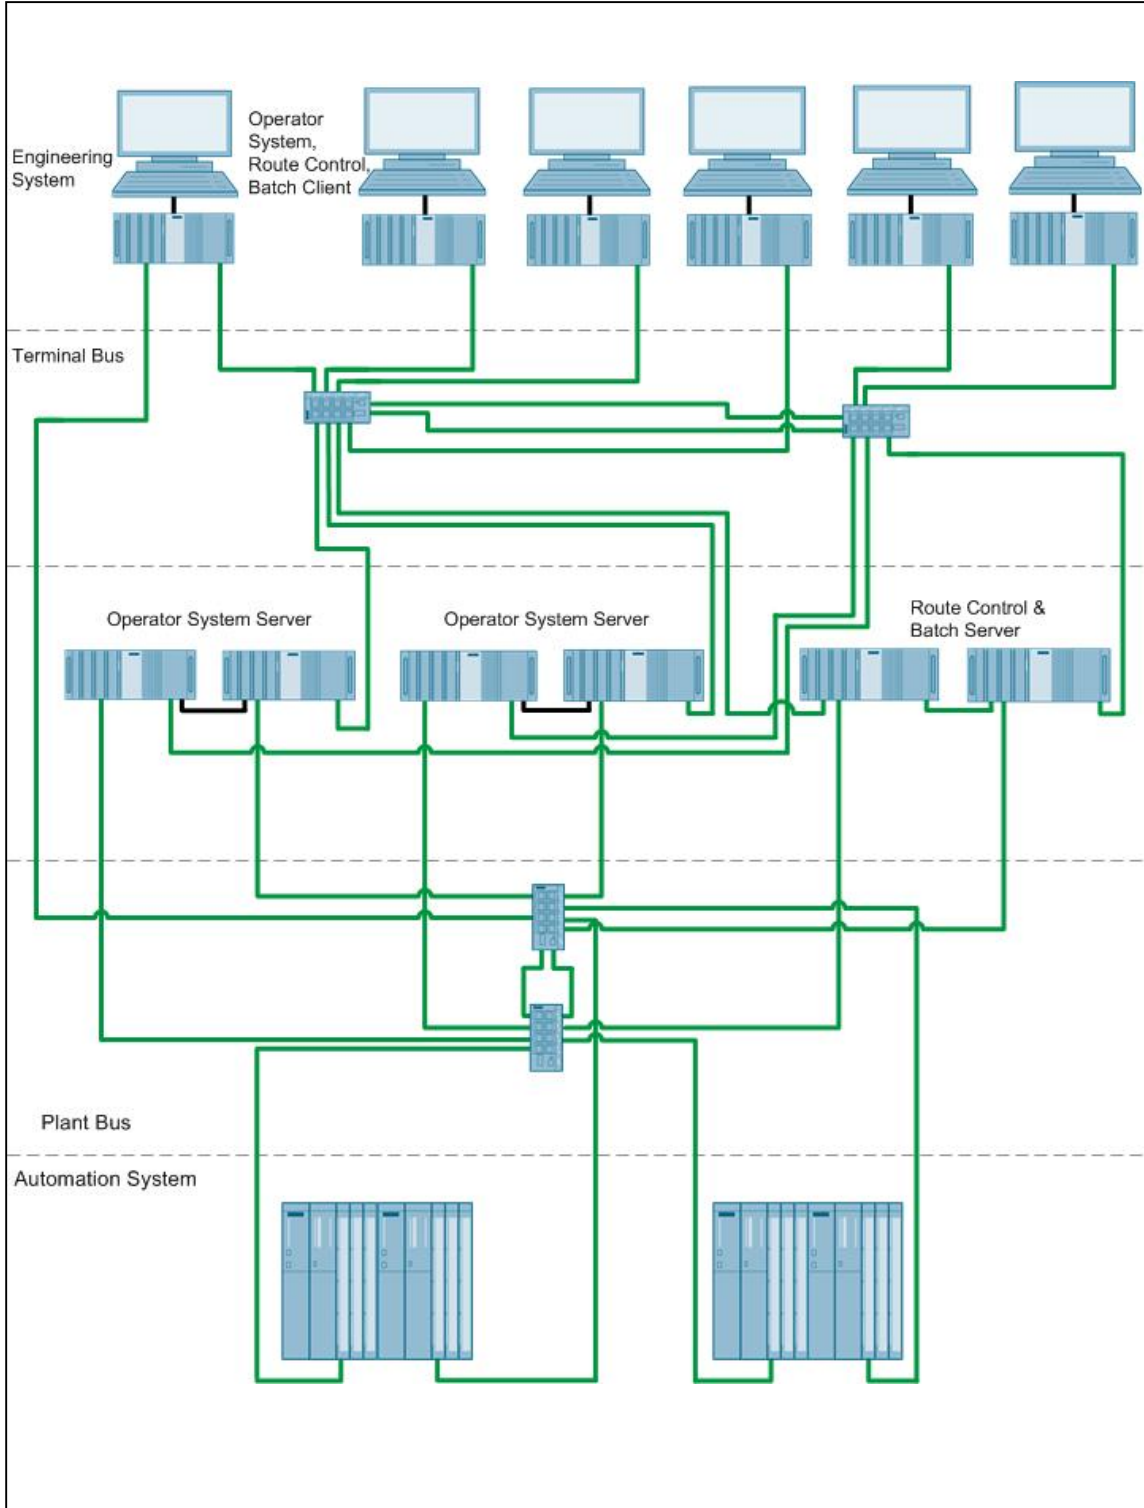 Engineering
System
Operator
System,
Route Control,
Batch Client
Terminal Bus
Operator System Server
Operator System Server
Route Control &
Batch Server
Plant Bus
Automation System